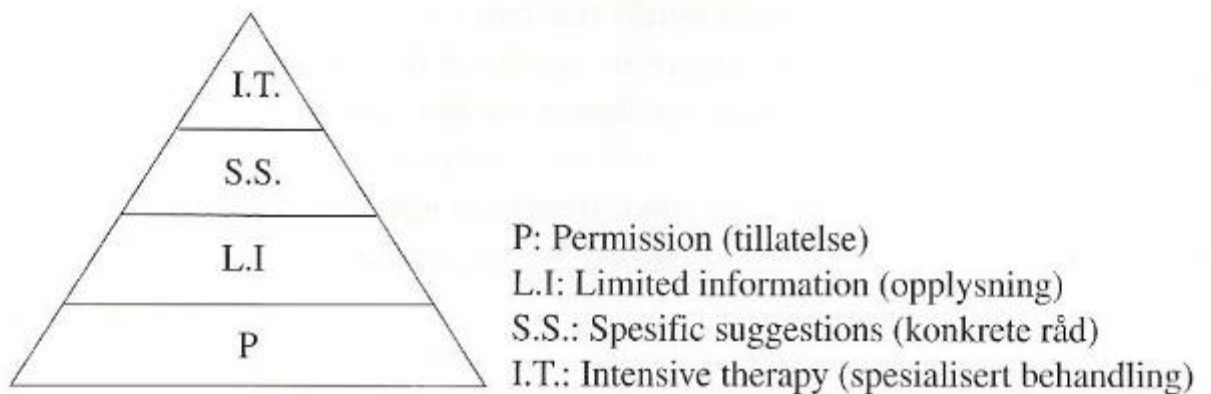 I.T.
S.S.
L.I
P
P: Permission (tillatelse)
L.I: Limited information (opplysning)
S.S.: Spesific suggestions (konkrete råd)
I.T.: Intensive therapy (spesialisert behandling)